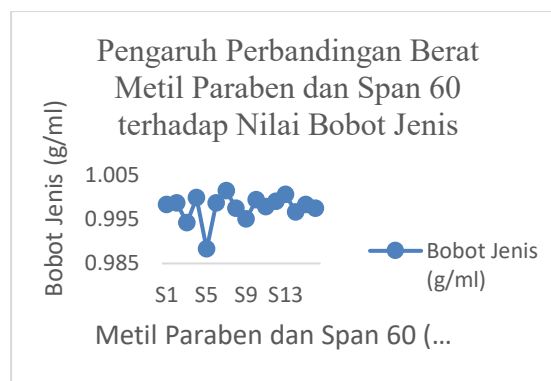 Pengaruh Perbandingan Berat
Metil Paraben dan Span 60
terhadap Nilai Bobot Jenis
Bobot Jenis (g/ml)
1.005
0.995
0.985
S1 S5 S9 S13
Bobot Jenis
(g/ml)
Metil Paraben dan Span 60 (...